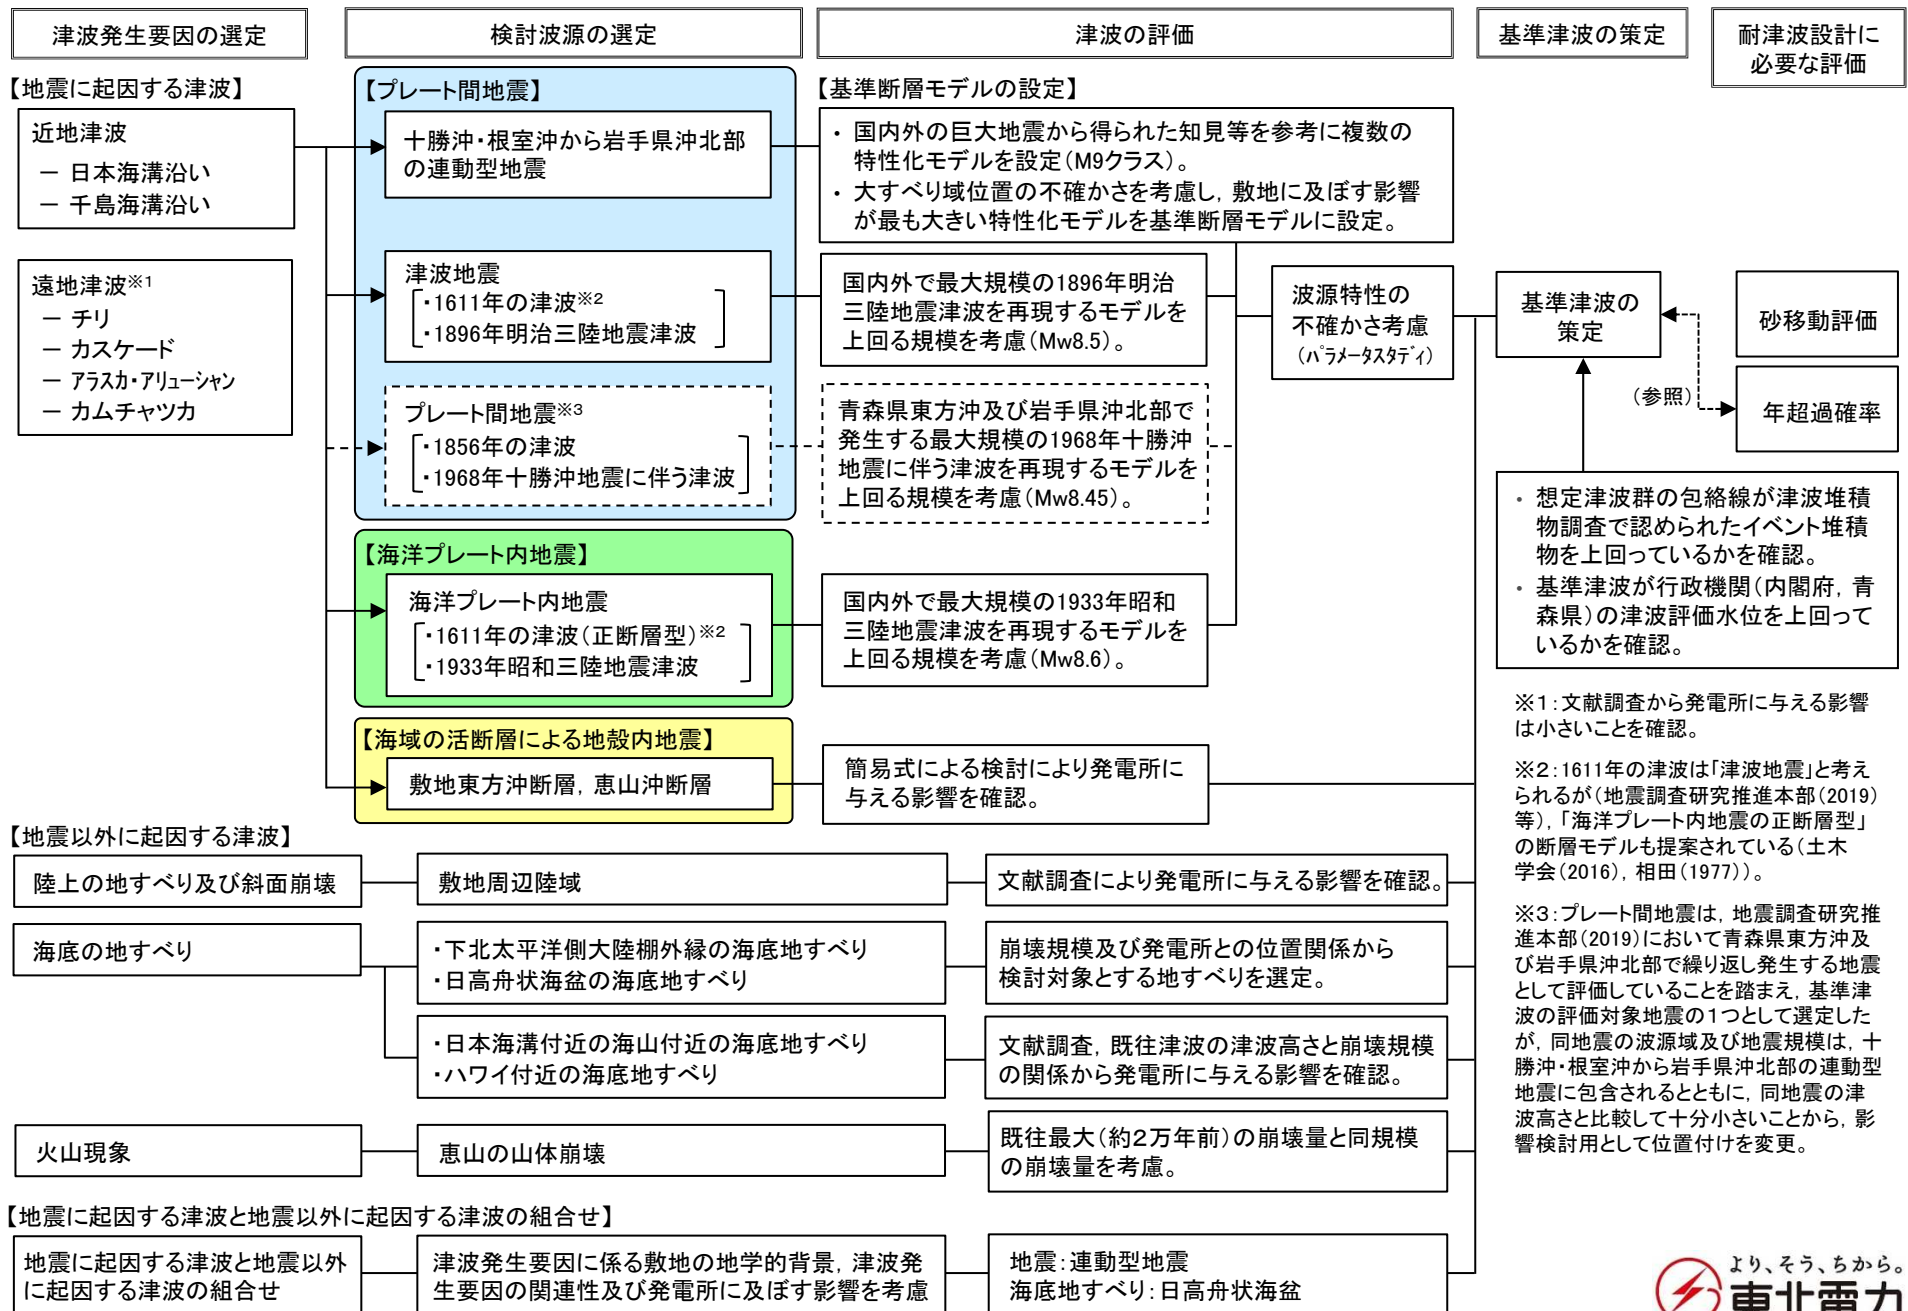 津波発生要因の選定
検討波源の選定
津波の評価
基準津波の策定
耐津波設計に
必要な評価
【地震に起因する津波】
近地津波
－ 日本海溝沿い
－ 千島海溝沿い
遠地津波※1
－ チリ
－ カスケード
－ アラスカ・アリューシャン
－ カムチャツカ
【プレート間地震】
十勝沖・根室沖から岩手県沖北部
の連動型地震
津波地震
・1611年の津波※2
・1896年明治三陸地震津波
プレート間地震※3
・1856年の津波
・1968年十勝沖地震に伴う津波
【海洋プレート内地震】
海洋プレート内地震
・1611年の津波（正断層型）※2
・1933年昭和三陸地震津波
【海域の活断層による地殻内地震】
敷地東方沖断層，恵山沖断層
【基準断層モデルの設定】
・ 国内外の巨大地震から得られた知見等を参考に複数の
特性化モデルを設定（M9クラス）。
・ 大すべり域位置の不確かさを考慮し，敷地に及ぼす影響
が最も大きい特性化モデルを基準断層モデルに設定。
国内外で最大規模の1896年明治
三陸地震津波を再現するモデルを
上回る規模を考慮（Mw8.5）。
青森県東方沖及び岩手県沖北部で
発生する最大規模の1968年十勝沖
地震に伴う津波を再現するモデルを
上回る規模を考慮（Mw8.45）。
国内外で最大規模の1933年昭和
三陸地震津波を再現するモデルを
上回る規模を考慮（Mw8.6）。
簡易式による検討により発電所に
与える影響を確認。
波源特性の
不確かさ考慮
（ﾊﾟﾗﾒｰﾀｽﾀﾃﾞｨ）
基準津波の
策定
（参照）
砂移動評価
年超過確率
・ 想定津波群の包絡線が津波堆積
物調査で認められたイベント堆積
物を上回っているかを確認。
・ 基準津波が行政機関（内閣府，青
森県）の津波評価水位を上回って
いるかを確認。
※1：文献調査から発電所に与える影響
は小さいことを確認。
※2：1611年の津波は「津波地震」と考え
られるが（地震調査研究推進本部（2019）
等），「海洋プレート内地震の正断層型」
の断層モデルも提案されている（土木
学会（2016），相田（1977））。
※3：プレート間地震は，地震調査研究推
進本部（2019）において青森県東方沖及
び岩手県沖北部で繰り返し発生する地震
として評価していることを踏まえ，基準津
波の評価対象地震の1つとして選定した
が，同地震の波源域及び地震規模は，十
勝沖・根室沖から岩手県沖北部の連動型
地震に包含されるとともに，同地震の津
波高さと比較して十分小さいことから，影
響検討用として位置付けを変更。
【地震以外に起因する津波】
陸上の地すべり及び斜面崩壊
敷地周辺陸域
文献調査により発電所に与える影響を確認。
海底の地すべり
・下北太平洋側大陸棚外縁の海底地すべり
・日高舟状海盆の海底地すべり
崩壊規模及び発電所との位置関係から
検討対象とする地すべりを選定。
・日本海溝付近の海山付近の海底地すべり
・ハワイ付近の海底地すべり
文献調査，既往津波の津波高さと崩壊規模
の関係から発電所に与える影響を確認。
火山現象
恵山の山体崩壊
既往最大（約2万年前）の崩壊量と同規模
の崩壊量を考慮。
【地震に起因する津波と地震以外に起因する津波の組合せ】
地震に起因する津波と地震以外
に起因する津波の組合せ
津波発生要因に係る敷地の地学的背景，津波発
生要因の関連性及び発電所に及ぼす影響を考慮
地震：連動型地震
海底地すべり：日高舟状海盆
より、そう、ちから。
東北電力